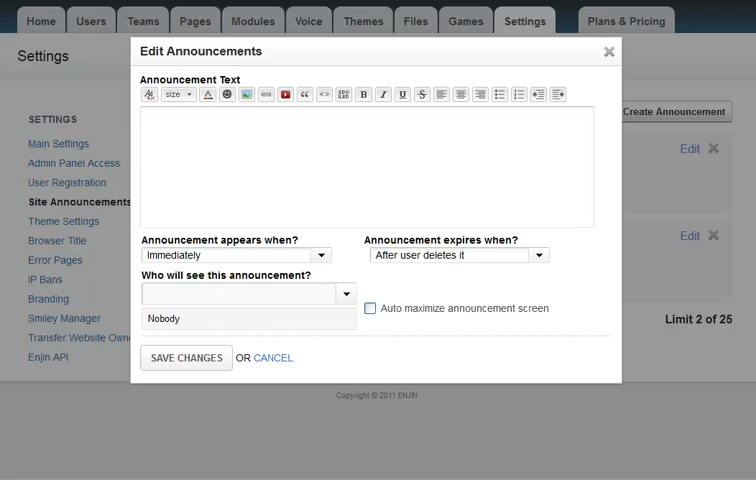 Home Users Teams Pages Modules Voice Themes Files Games Settings Plans & Pricing
Settings
Edit Announcements
Announcement Text
size
B I U S
SETTINGS
Main Settings
Admin Panel Access
User Registration
Site Announcements
Theme Settings
Browser Title
Error Pages
IP Bans
Branding
Smiley Manager
Transfer Website Own
Enjin API
Create Announcement
Edit
Edit
Limit 2 of 25
Announcement appears when?
Immediately
Announcement expires when?
After user deletes it
Who will see this announcement?
Nobody
Auto maximize announcement screen
SAVE CHANGES OR CANCEL
Copyright © 2011 ENJIN